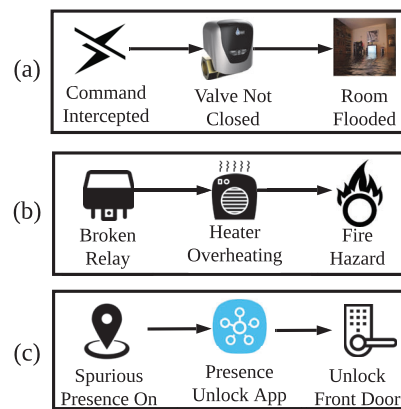 (a)
Command Intercepted
Valve Not Closed
Room Flooded
(b)
Broken Relay
Heater Overheating
Fire Hazard
(c)
Spurious Presence On
Presence Unlock App
Unlock Front Door